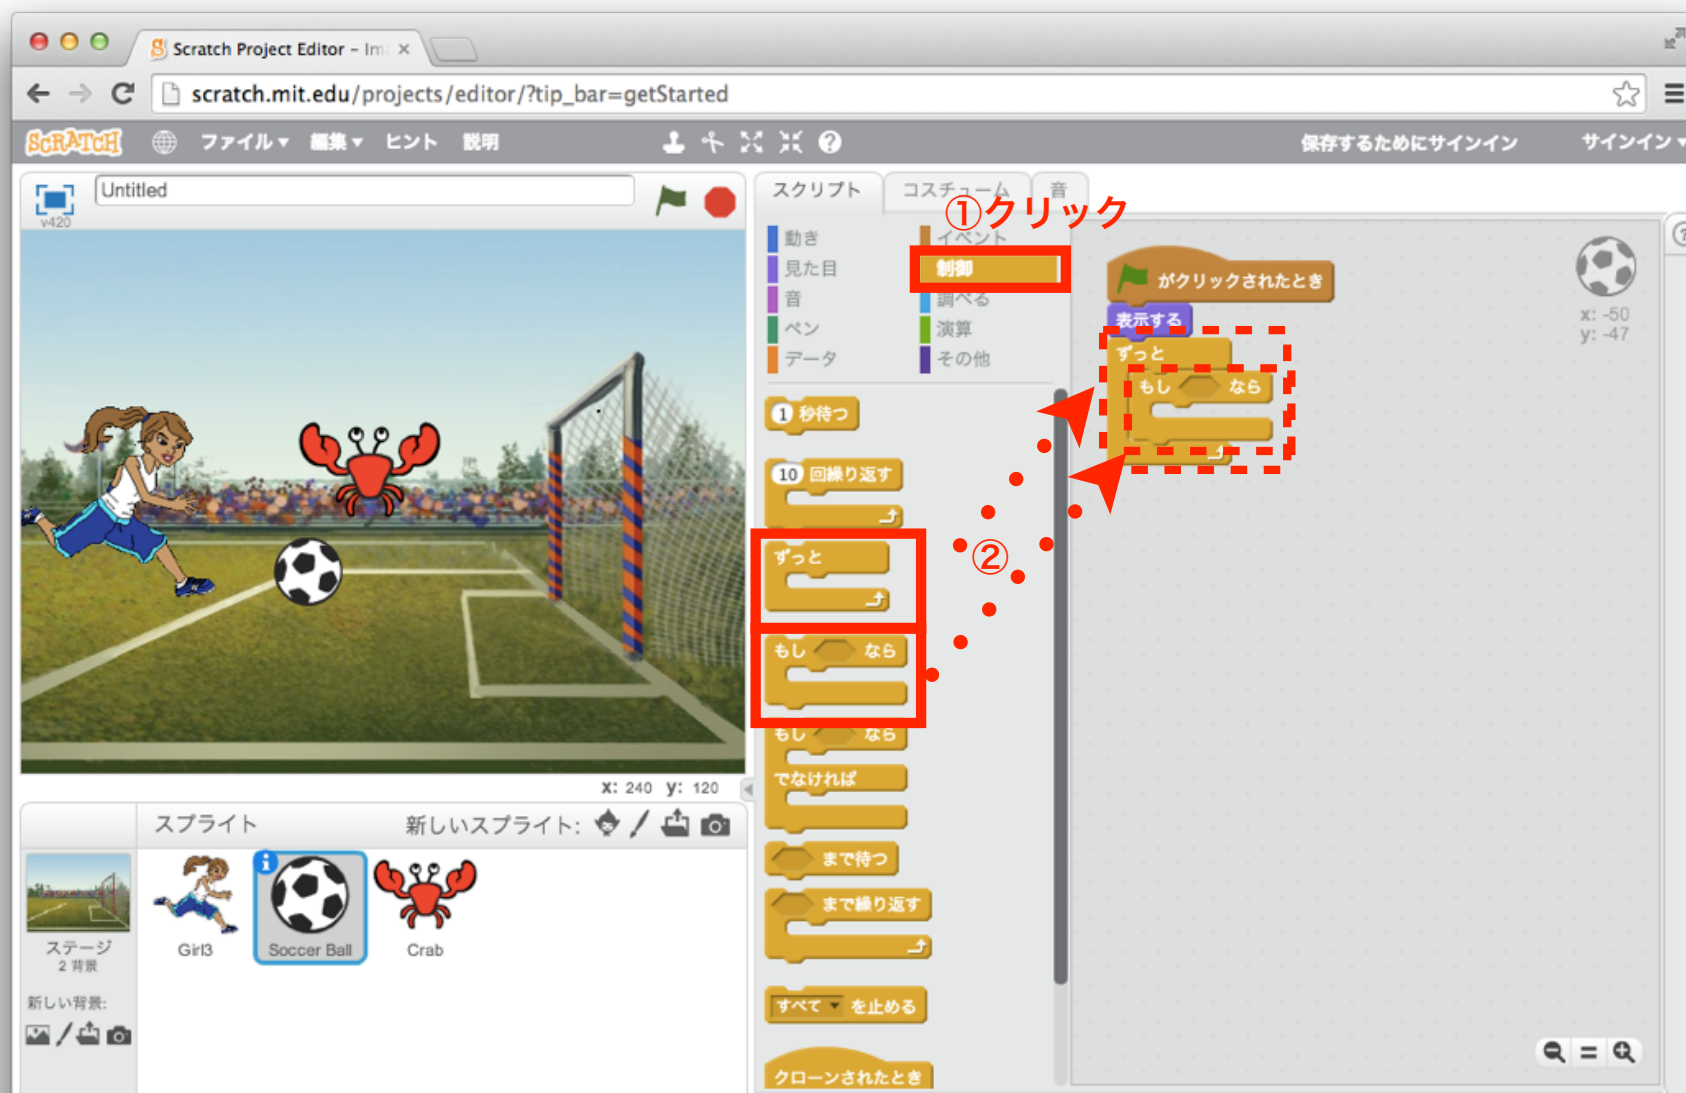 Scratch Project Editor – Im
scratch.mit.edu/projects/editor/?tip_bar=getStarted
SCRATCH ファイル 編集 ヒント 説明 保存するためにサインイン サインイン
v420
Untitled
スクリプト コスチューム 音
①クリック
動き イベント
見た目 制御
音 調べる
ペン 演算
データ その他
1 秒待つ
10 回繰り返す
ずっと
もし なら
もし なら
でなければ
まで待つ
まで繰り返す
すべて を止める
クローンされたとき
②
がクリックされたとき
表示する
ずっと
もし なら
x: -50
y: -47
x: 240 y: 120
スプライト 新しいスプライト:
ステージ
2 背景
新しい背景:
Girl3
Soccer Ball
Crab